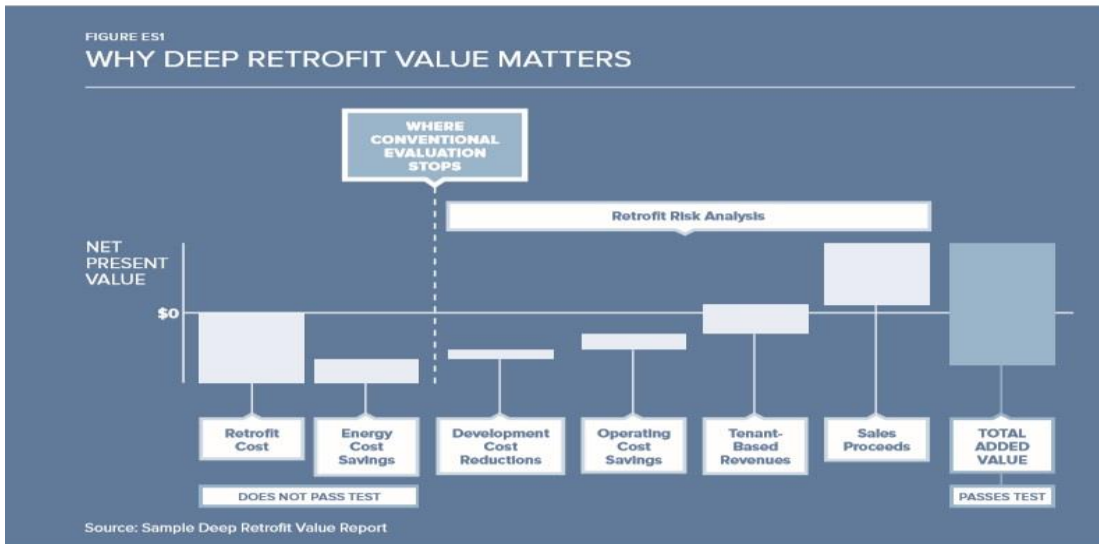 FIGURE ES1
WHY DEEP RETROFIT VALUE MATTERS
WHERE
CONVENTIONAL
EVALUATION
STOPS
Retrofit Risk Analysis
NET
PRESENT
VALUE
$0
Retrofit
Cost
Energy
Cost
Savings
Development
Cost
Reductions
Operating
Cost
Savings
Tenant-
Based
Revenues
Sales
Proceeds
TOTAL
ADDED
VALUE
DOES NOT PASS TEST
PASSES TEST
Source: Sample Deep Retrofit Value Report